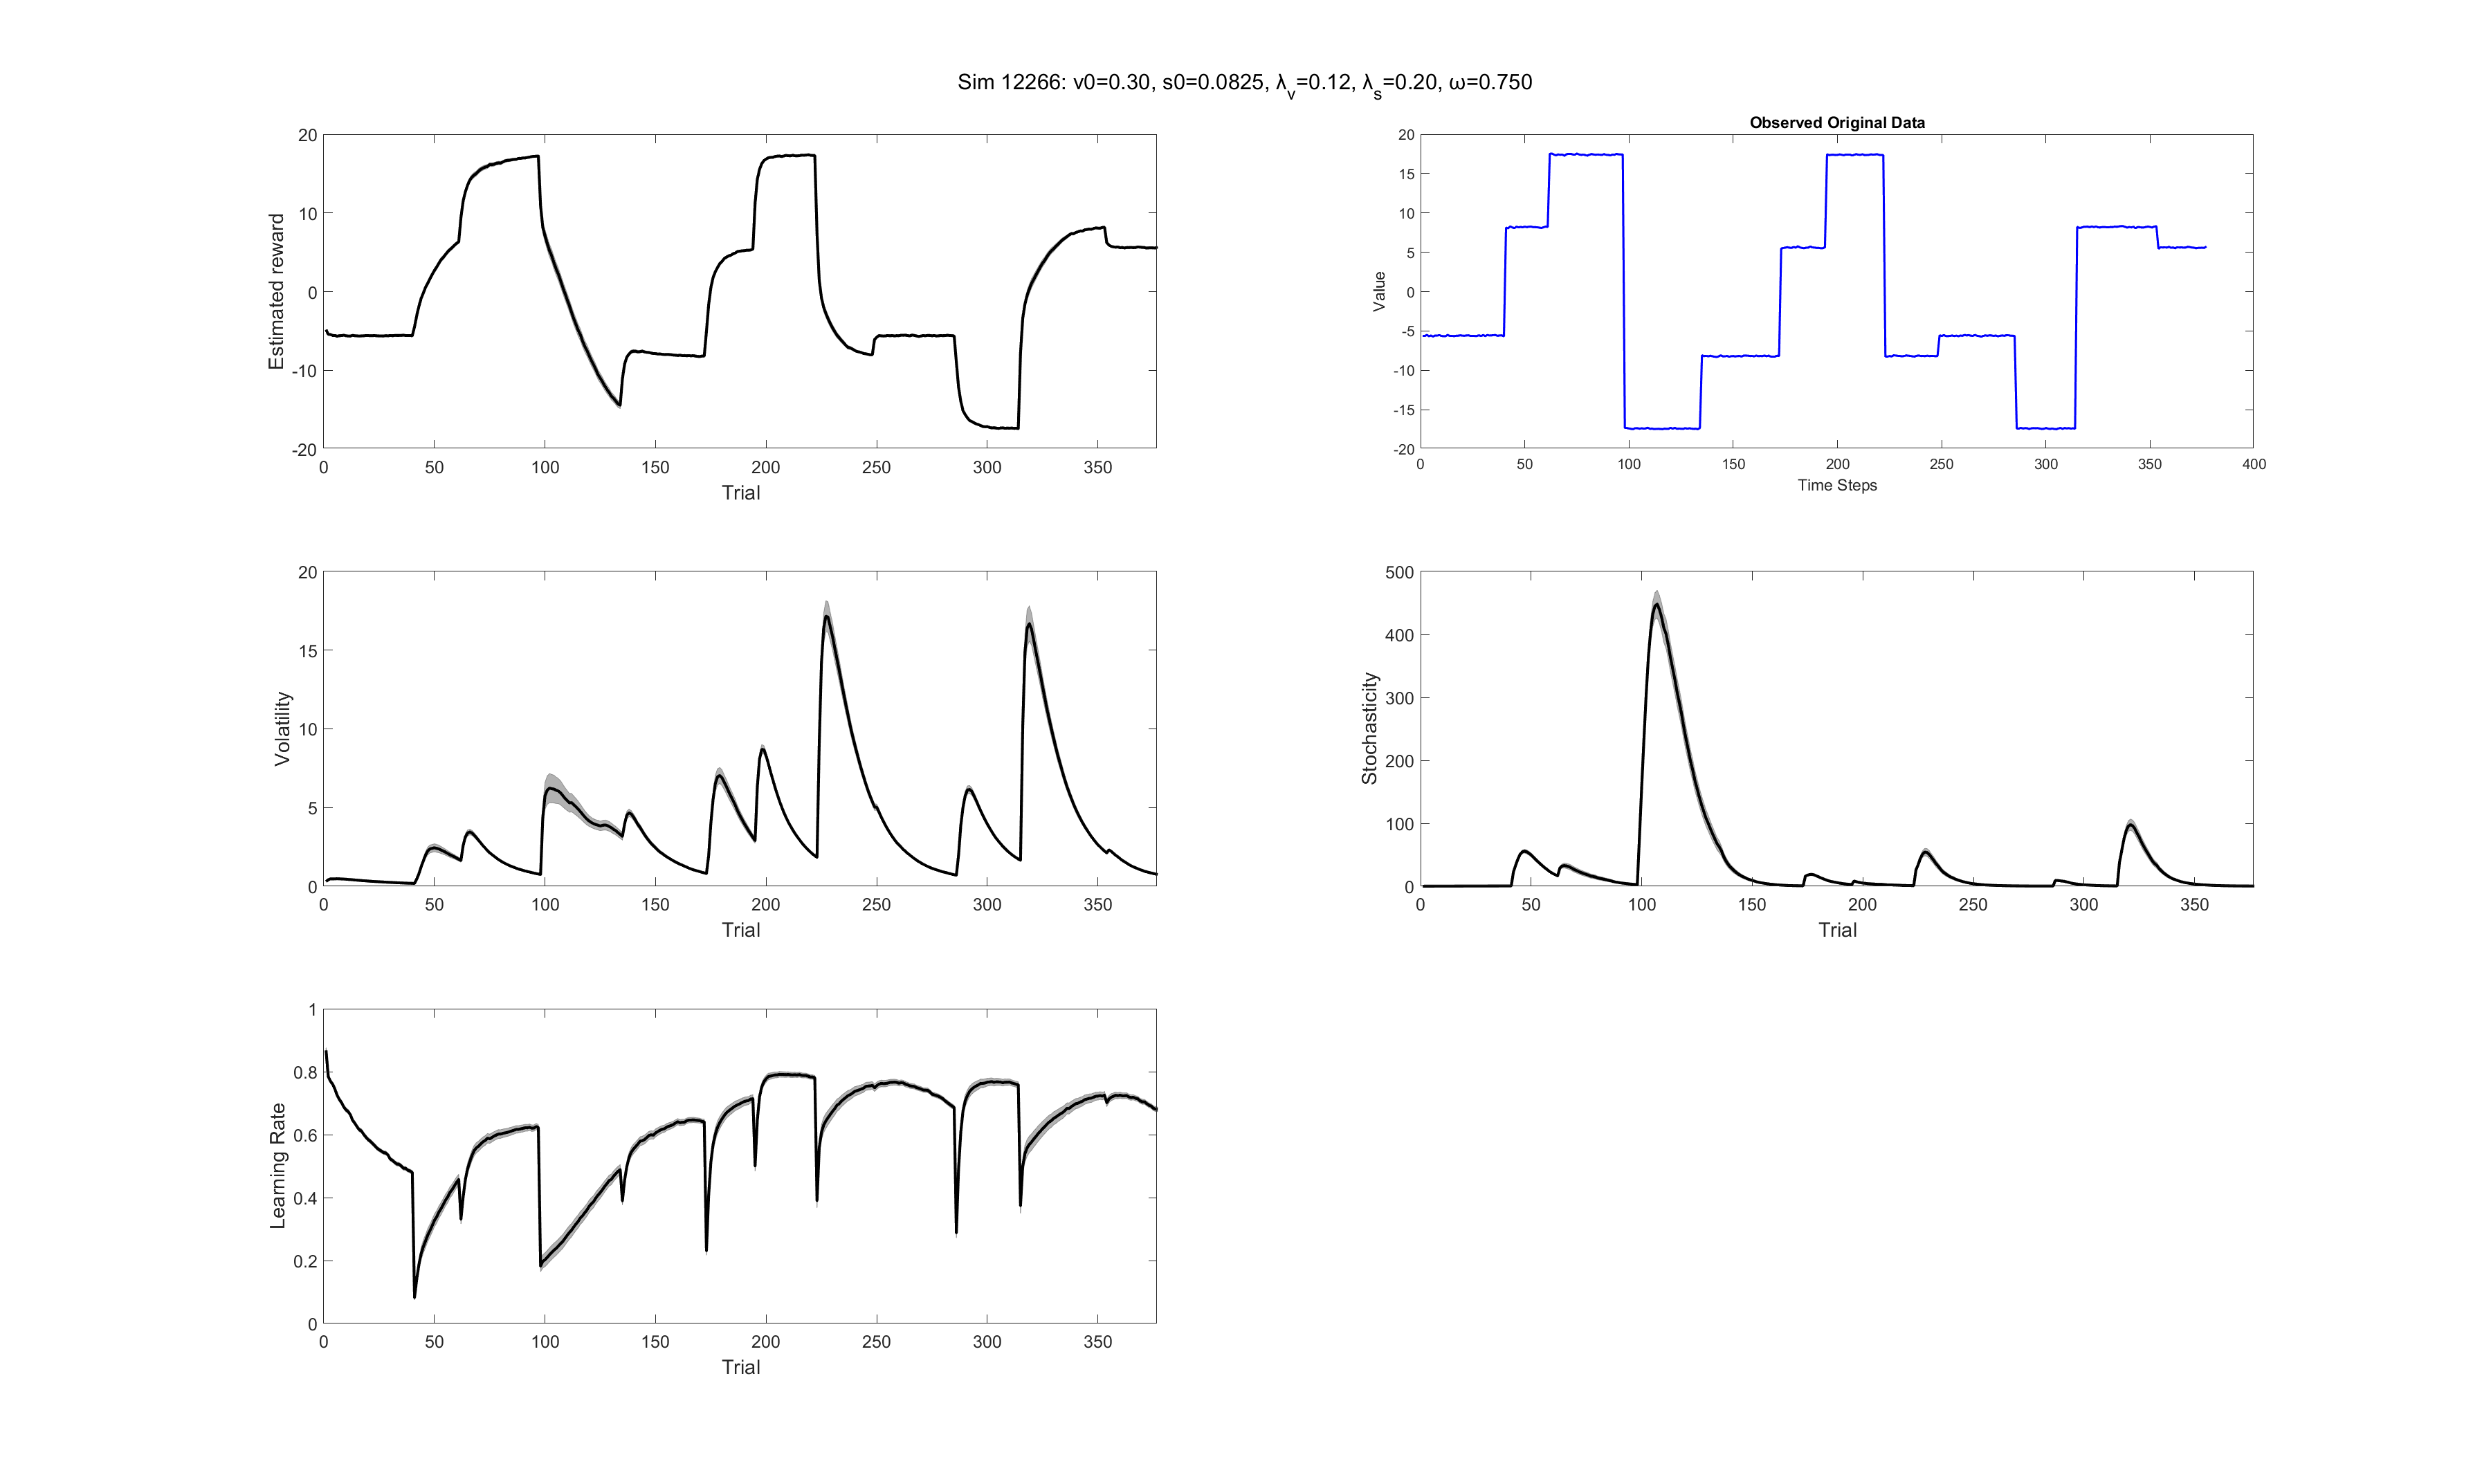 Sim 12266: v0=0.30, s0=0.0825, λv=0.12, λs=0.20, ω=0.750
20
10
0
-10
-20
Estimated reward
0 50 100 150 200 250 300 350
Trial
Observed Original Data
20
15
10
5
0
-5
-10
-15
-20
Value
0 50 100 150 200 250 300 350 400
Time Steps
20
15
10
5
0
Volatility
0 50 100 150 200 250 300 350
Trial
500
400
300
200
100
0
Stochasticity
0 50 100 150 200 250 300 350
Trial
1
0.8
0.6
0.4
0.2
0
Learning Rate
0 50 100 150 200 250 300 350
Trial